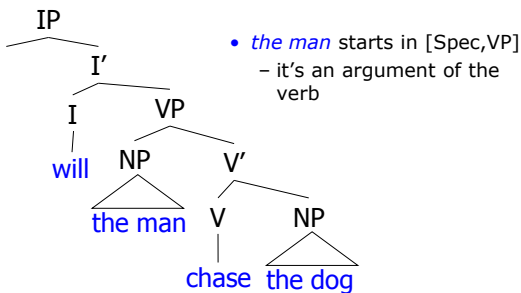 IP
• the man starts in [Spec,VP]
– it's an argument of the
verb
I'
I VP
will NP V'
the man V NP
chase the dog